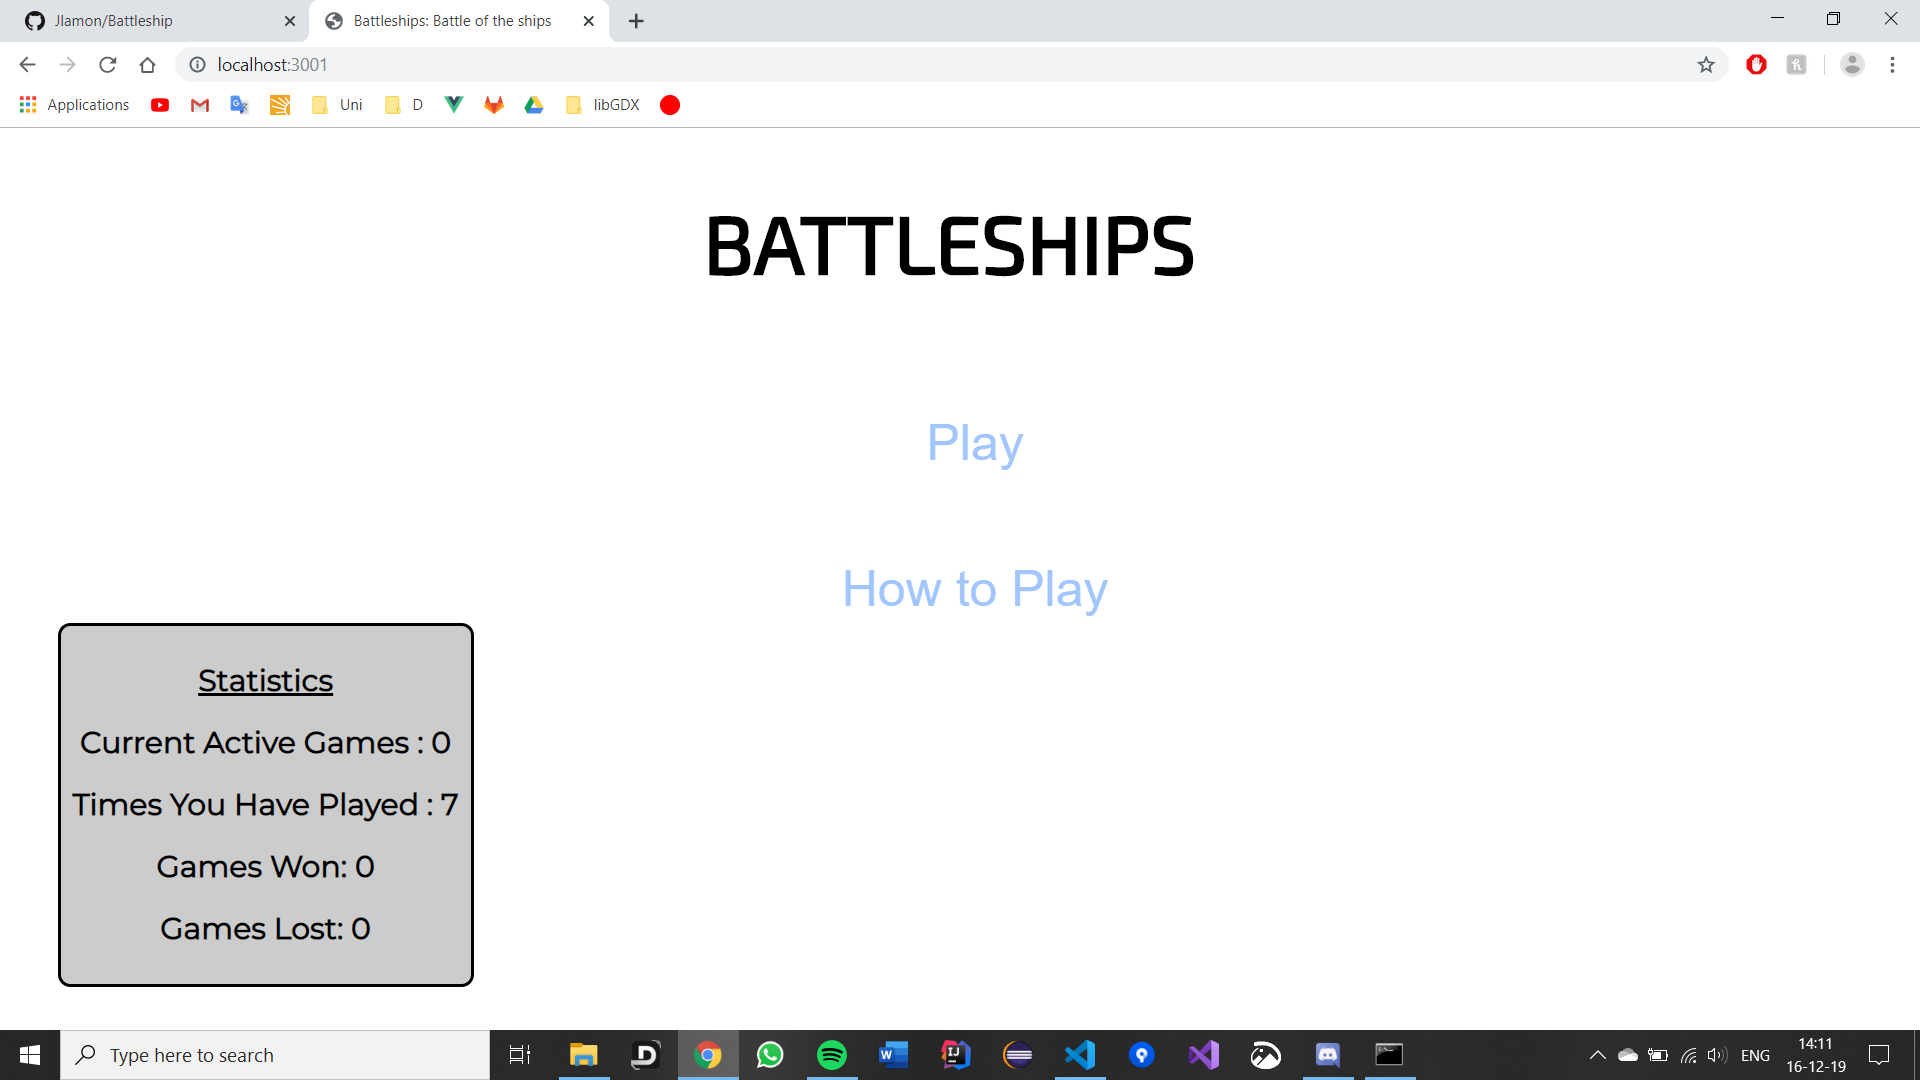 Jlamon/Battleship
Battleships: Battle of the ships
localhost:3001
Applications
Uni
D
libGDX
BATTLESHIPS
Play
How to Play
Statistics
Current Active Games : 0
Times You Have Played : 7
Games Won: 0
Games Lost: 0
Type here to search
ENG
14:11
16-12-19